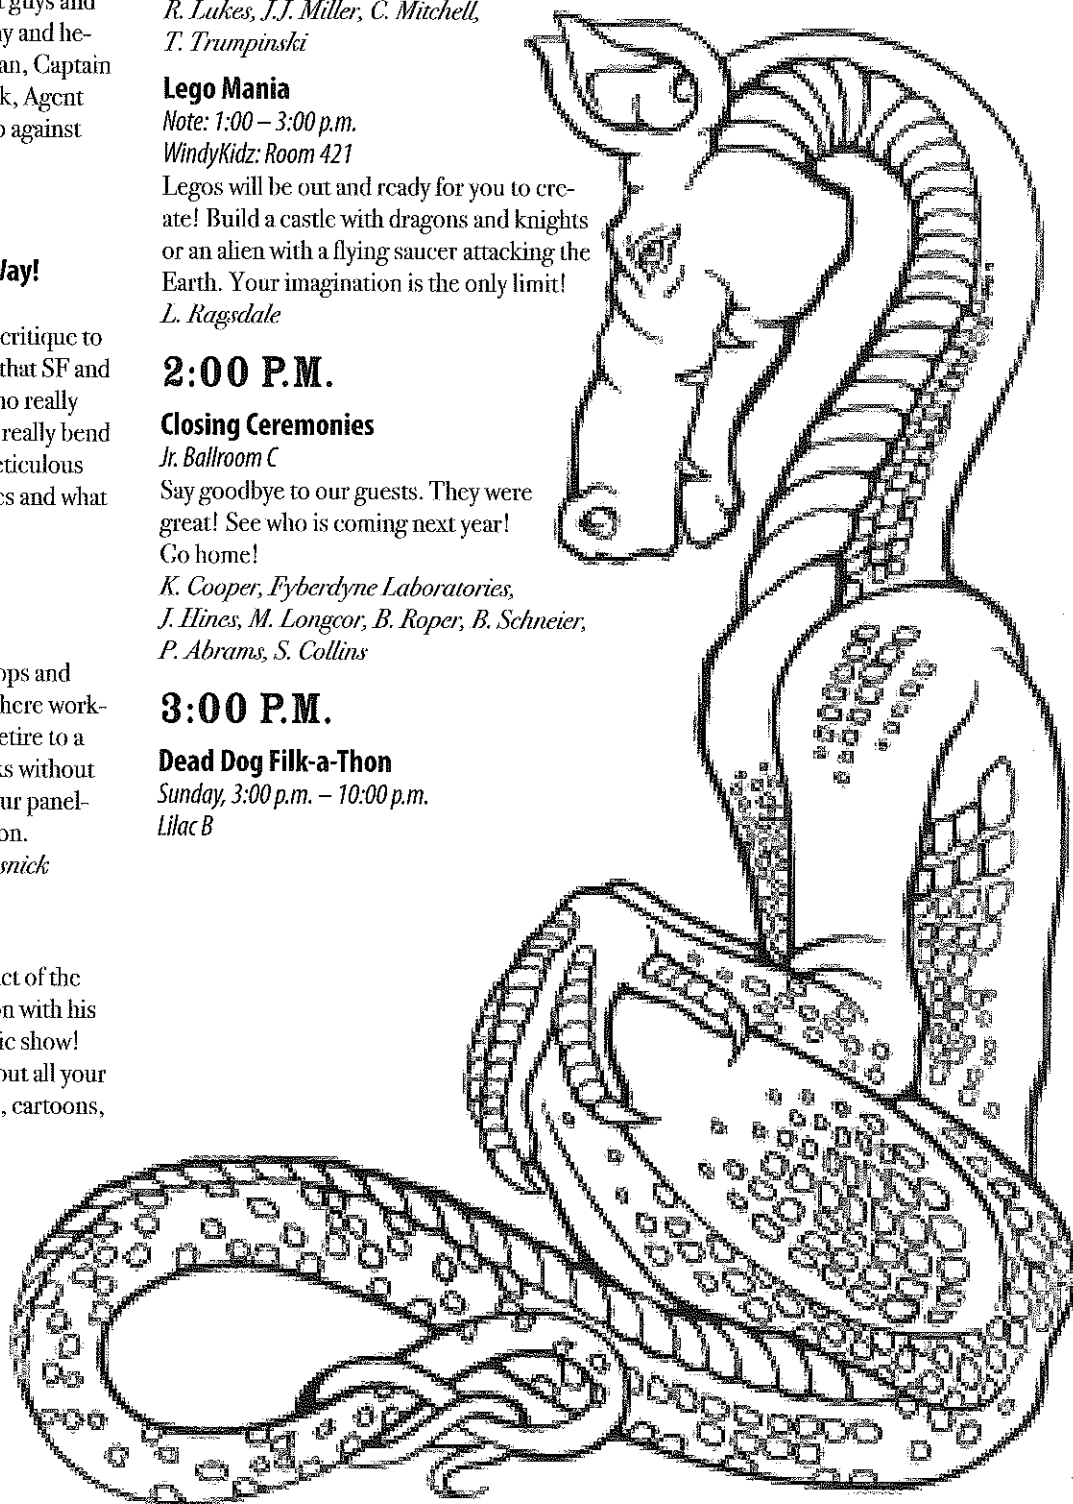 guys and
y and he-
an, Captain
k, Agent
o against
Way!
critique to
that SF and
no really
really bend
eticulous
cs and what
ops and
here work-
etire to a
ks without
ur panel-
on.
snick
ct of the
n with his
ic show!
out all your
, cartoons,
R. Lukes, J.J. Miller, C. Mitchell,
T. Trumpinski
Lego Mania
Note: 1:00 – 3:00 p.m.
WindyKidz: Room 421
Legos will be out and ready for you to cre-
ate! Build a castle with dragons and knights
or an alien with a flying saucer attacking the
Earth. Your imagination is the only limit!
L. Ragsdale
2:00 P.M.
Closing Ceremonies
Jr. Ballroom C
Say goodbye to our guests. They were
great! See who is coming next year!
Go home!
K. Cooper, Fyberdyne Laboratories,
J. Hines, M. Longcor, B. Roper, B. Schneier,
P. Abrams, S. Collins
3:00 P.M.
Dead Dog Filk-a-Thon
Sunday, 3:00 p.m. – 10:00 p.m.
Lilac B